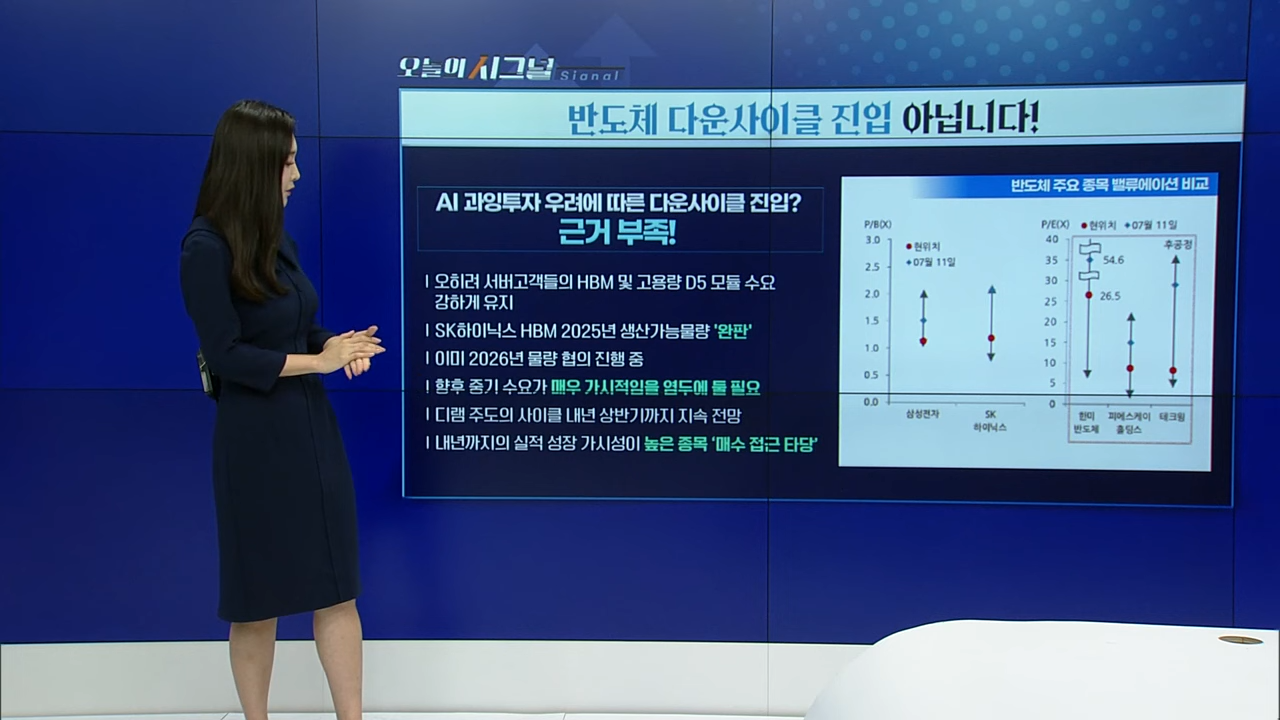 오늘의 시그널
Signal
반도체 다운사이클 진입 아닙니다!
AI 과잉투자 우려에 따른 다운사이클 진입?
근거 부족!
오히려 서버고객들의 HBM 및 고용량 D5 모듈 수요
강하게 유지
SK하이닉스 HBM 2025년 생산가능물량 '완판'
이미 2026년 물량 협의 진행 중
향후 중기 수요가 매우 가시적임을 염두에 둘 필요
디램 주도의 사이클 내년 상반기까지 지속 전망
내년까지의 실적 성장 가시성이 높은 종목 '매수 접근 타당'
반도체 주요 종목 밸류에이션 비교
P/B(X)
3.0
현위치
07월 11일
2.5
2.0
1.5
1.0
0.5
0.0
삼성전자
SK
하이닉스
P/E(X)
현위치
07월 11일
후공정
40
35
54.6
30
25
26.5
20
15
10
5
0
한미
반도체
피에스케이
홀딩스
테크윙